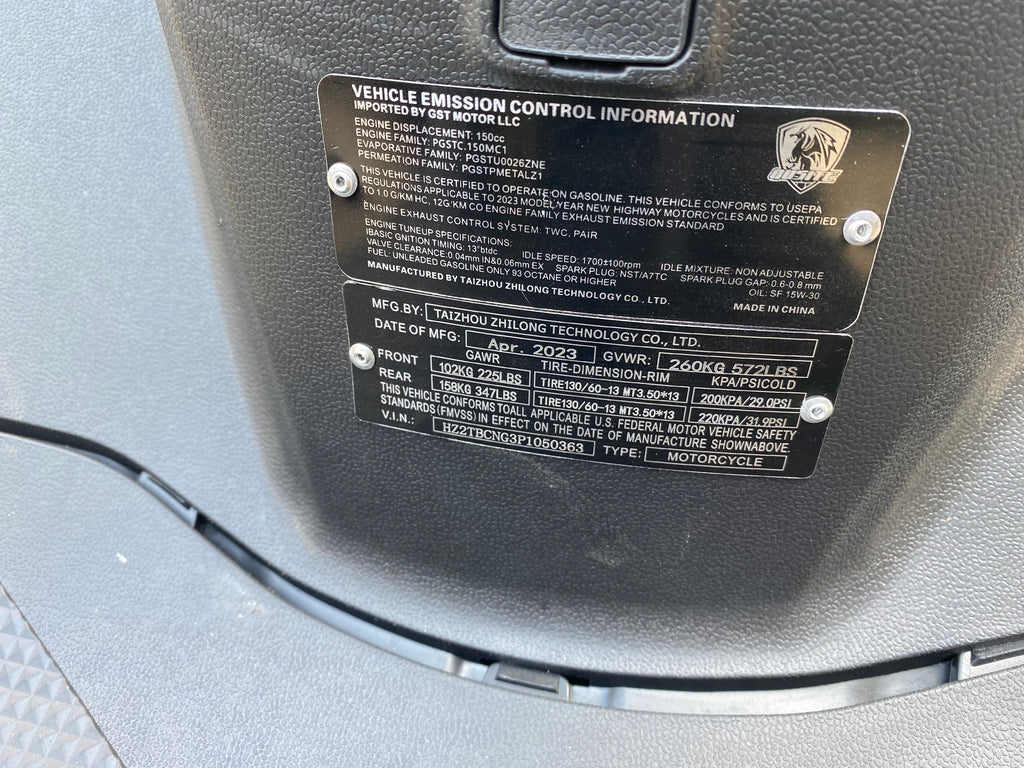 VEHICLE EMISSION CONTROL INFORMATION
IMPORTED BY GST MOTOR LLC
ENGINE DISPLACEMENT: 150cc
ENGINE FAMILY: PGSTC.150MC1
EVAPORATIVE FAMILY: PGSTU0026ZNE
PERMEATION FAMILY: PGSTPMETALZ1
THIS VEHICLE IS CERTIFIED TO OPERATE ON GASOLINE. THIS VEHICLE CONFORMS TO USEPA
REGULATIONS APPLICABLE TO 2023 MODEL YEAR NEW HIGHWAY MOTORCYCLES AND IS CERTIFIED
TO 1.0 G/KM HC, 12G/KM CO ENGINE FAMILY EXHAUST EMISSION STANDARD
ENGINE EXHAUST CONTROL SYSTEM: TWC, PAIR
ENGINE TUNEUP SPECIFICATIONS:
IBASIC IGNITION TIMING: 13°btdc IDLE SPEED: 1700±100rpm IDLE MIXTURE: NON ADJUSTABLE
VALVE CLEARANCE:0.04mm IN&0.06mm EX SPARK PLUG: NST/A7TC SPARK PLUG GAP: 0.6-0.8 mm
FUEL: UNLEADED GASOLINE ONLY 93 OCTANE OR HIGHER OIL: SF 15W-30
MANUFACTURED BY TAIZHOU ZHILONG TECHNOLOGY CO., LTD. MADE IN CHINA
MFG.BY: TAIZHOU ZHILONG TECHNOLOGY CO., LTD.
DATE OF MFG: Apr. 2023 GVWR: 260KG 572LBS
GAWR TIRE-DIMENSION-RIM KPA/PSICOLD
FRONT 102KG 225LBS TIRE130/60-13 MT3.50*13 200KPA/29.0PSI
REAR 158KG 347LBS TIRE130/60-13 MT3.50*13 220KPA/31.9PSI
THIS VEHICLE CONFORMS TOALL APPLICABLE U.S. FEDERAL MOTOR VEHICLE SAFETY
STANDARDS (FMVSS) IN EFFECT ON THE DATE OF MANUFACTURE SHOWNABOVE.
V.I.N.: HZ2TBCNG3P1050363 TYPE: MOTORCYCLE